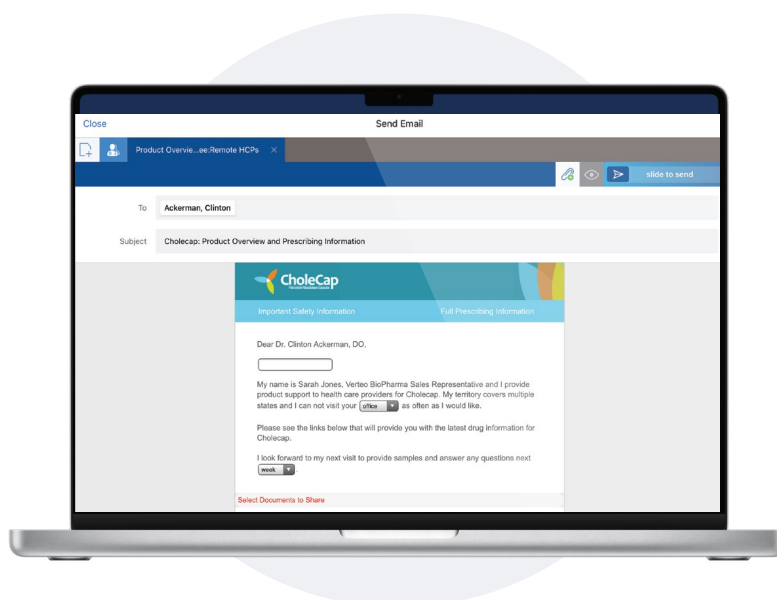 Close
Send Email
Product Overvie...ee:Remote HCPs
slide to send
To
Ackerman, Clinton
Subject
Cholecap: Product Overview and Prescribing Information
CholeCap
Important Safety Information
Full Prescribing Information
Dear Dr. Clinton Ackerman, DO,
My name is Sarah Jones, Verteo BioPharma Sales Representative and I provide
product support to health care providers for Cholecap. My territory covers multiple
states and I can not visit your office as often as I would like.
Please see the links below that will provide you with the latest drug information for
Cholecap.
I look forward to my next visit to provide samples and answer any questions next
week .
Select Documents to Share